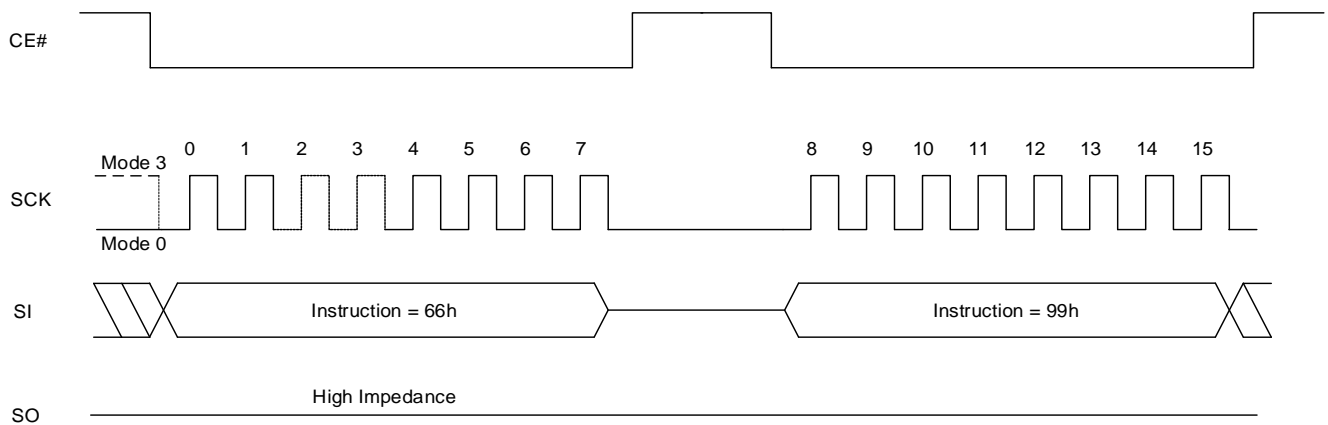 CE#
0 1 2 3 4 5 6 7 8 9 10 11 12 13 14 15
Mode 3
SCK
Mode 0
SI
Instruction = 66h
Instruction = 99h
High Impedance
SO